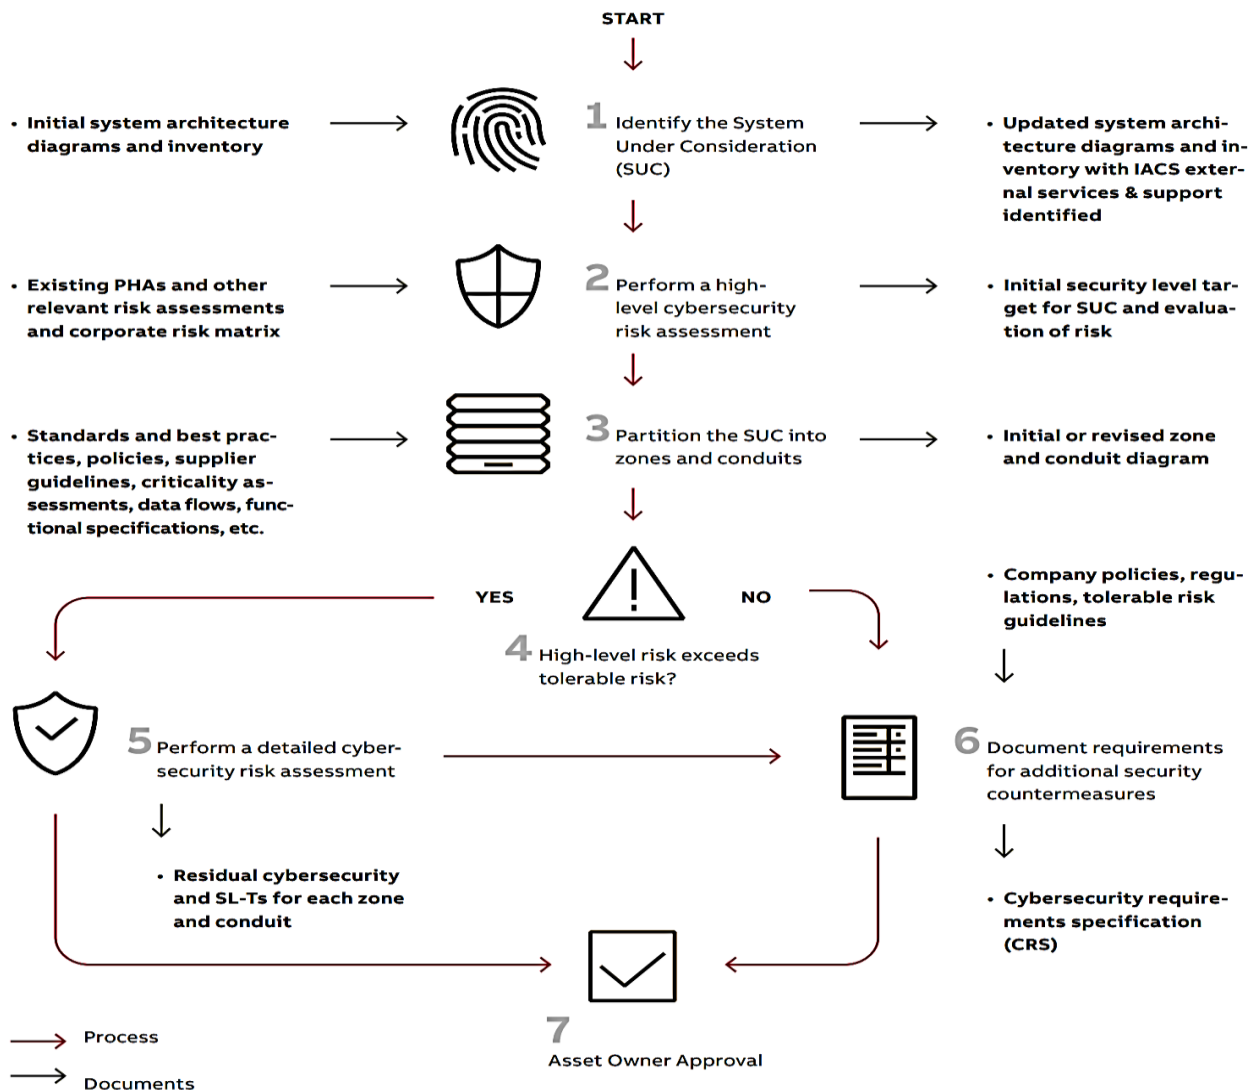 START
• Initial system architecture
diagrams and inventory
1 Identify the System
Under Consideration
(SUC)
• Updated system archi-
tecture diagrams and in-
ventory with IACS exter-
nal services & support
identified
• Existing PHAs and other
relevant risk assessments
and corporate risk matrix
2 Perform a high-
level cybersecurity
risk assessment
• Initial security level tar-
get for SUC and evalua-
tion of risk
• Standards and best prac-
tices, policies, supplier
guidelines, criticality as-
sessments, data flows, func-
tional specifications, etc.
3 Partition the SUC into
zones and conduits
• Initial or revised zone
and conduit diagram
YES
NO
4 High-level risk exceeds
tolerable risk?
• Company policies, regu-
lations, tolerable risk
guidelines
5 Perform a detailed cyber-
security risk assessment
6 Document requirements
for additional security
countermeasures
• Residual cybersecurity
and SL-Ts for each zone
and conduit
• Cybersecurity require-
ments specification
(CRS)
7
Asset Owner Approval
Process
Documents